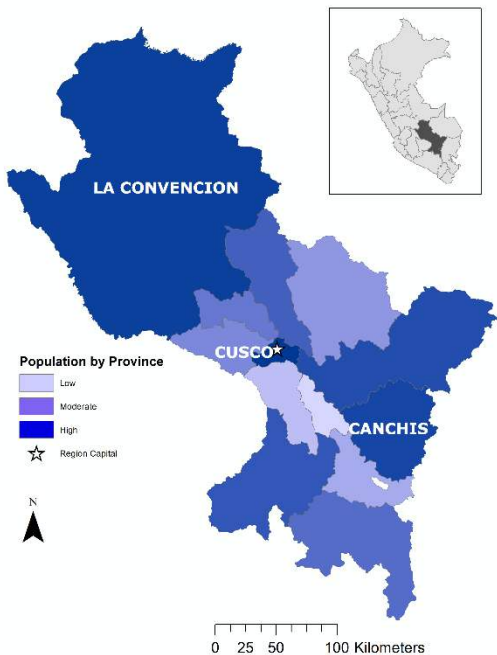 LA CONVENCION
CUSCO
CANCHIS
Population by Province
Low
Moderate
High
Region Capital
N
0 25 50 100 Kilometers